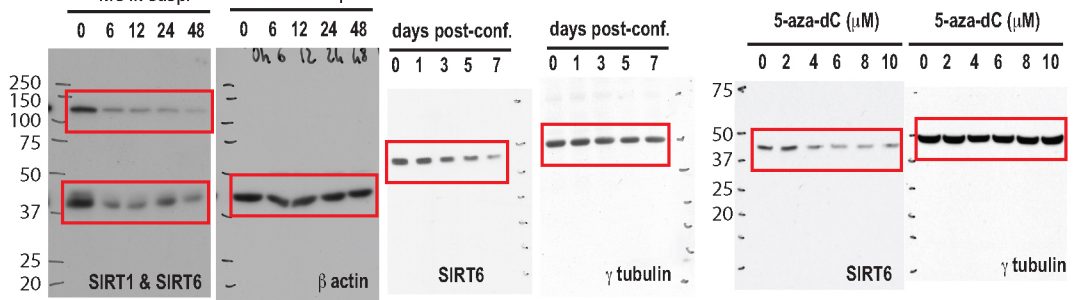 0 6 12 24 48
0 6 12 24 48
0h 6 12 24 48
250
150
100
75
50
37
25
20
SIRT1 & SIRT6
β actin
days post-conf.
0 1 3 5 7
SIRT6
days post-conf.
0 1 3 5 7
γ tubulin
5-aza-dC (μM)
0 2 4 6 8 10
75
50
37
25
20
SIRT6
5-aza-dC (μM)
0 2 4 6 8 10
γ tubulin